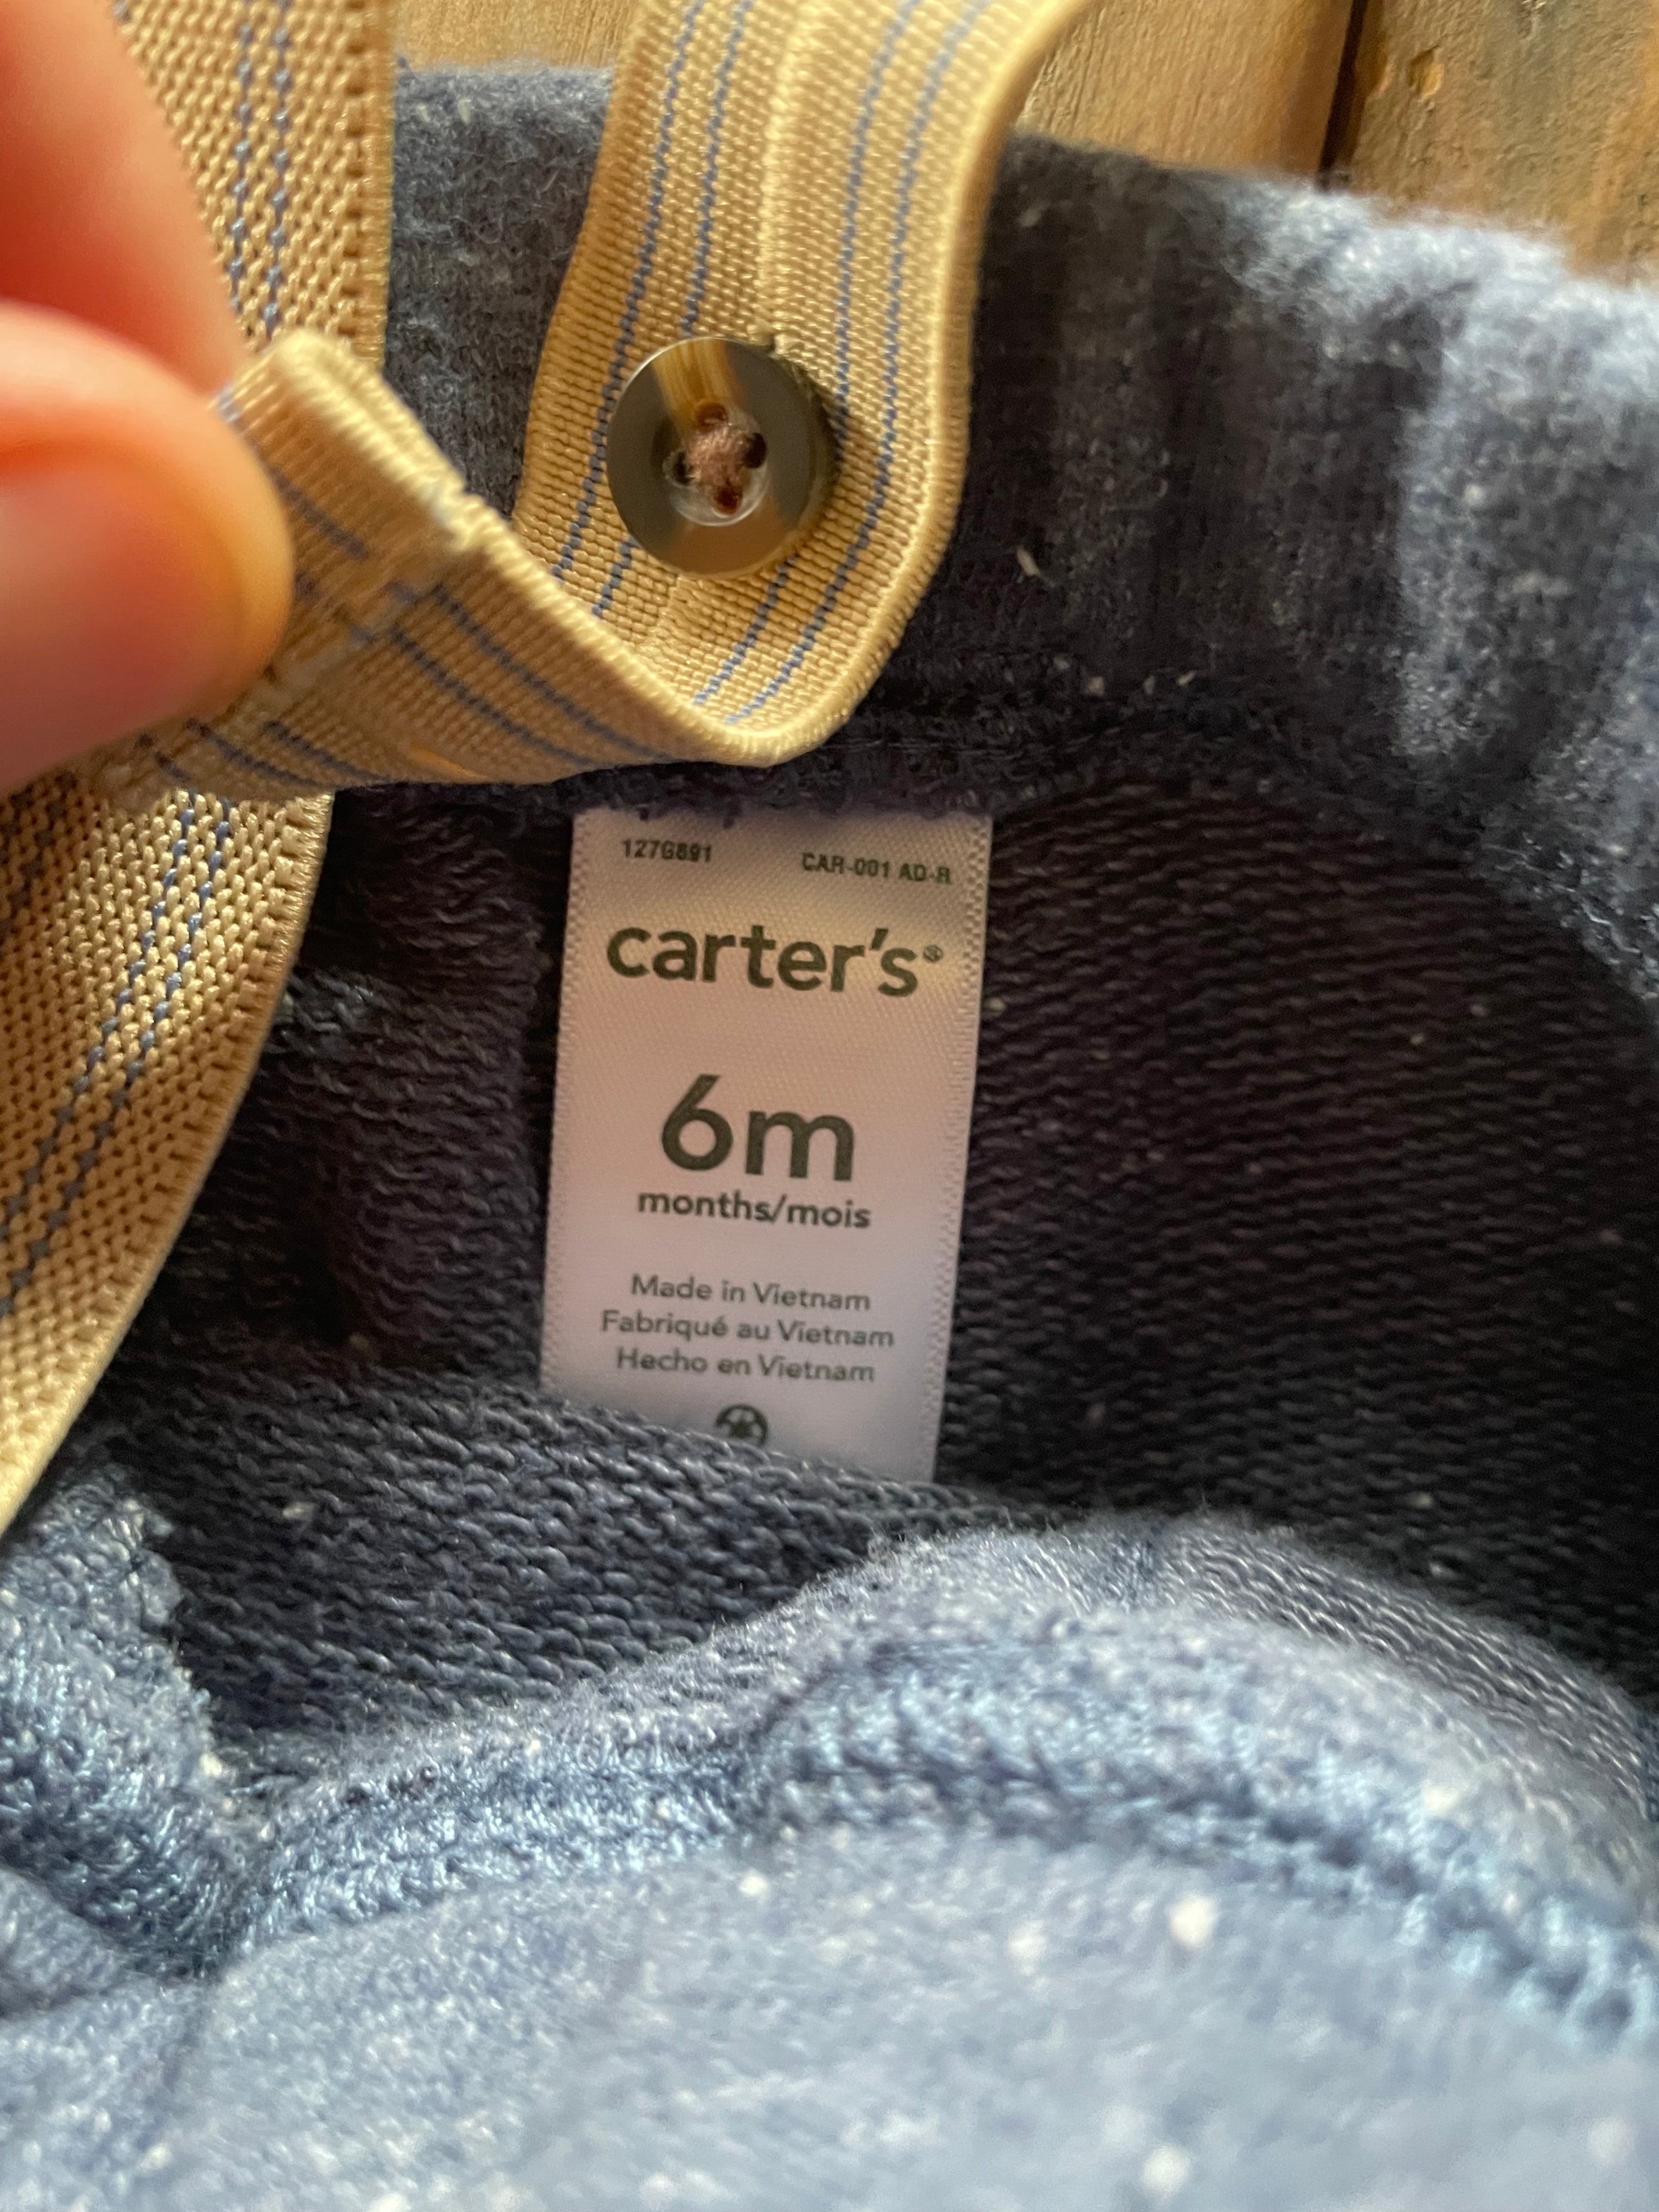 127G891 CAR-001 AD-R
carter's®
6m
months/mois
Made in Vietnam
Fabriqué au Vietnam
Hecho en Vietnam